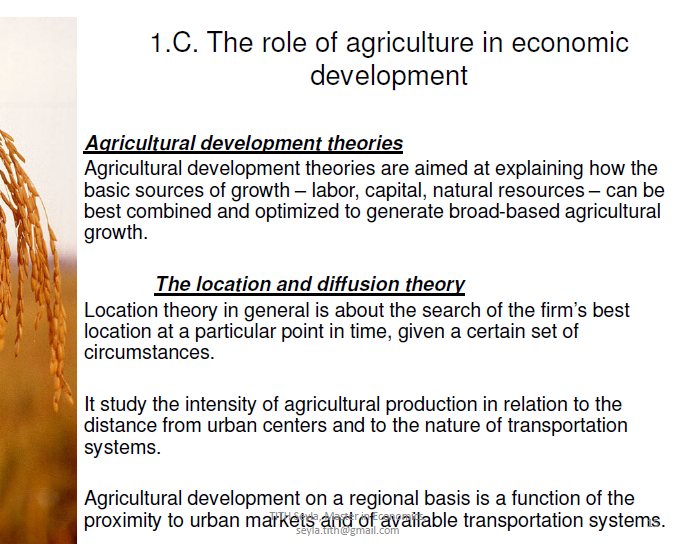 1.C. The role of agriculture in economic
development
Agricultural development theories
Agricultural development theories are aimed at explaining how the
basic sources of growth – labor, capital, natural resources – can be
best combined and optimized to generate broad-based agricultural
growth.
The location and diffusion theory
Location theory in general is about the search of the firm's best
location at a particular point in time, given a certain set of
circumstances.
It study the intensity of agricultural production in relation to the
distance from urban centers and to the nature of transportation
systems.
Agricultural development on a regional basis is a function of the
proximity to urban markets and of available transportation systems.
TITH Seyla, Master in Economics
seyla.tith@gmail.com